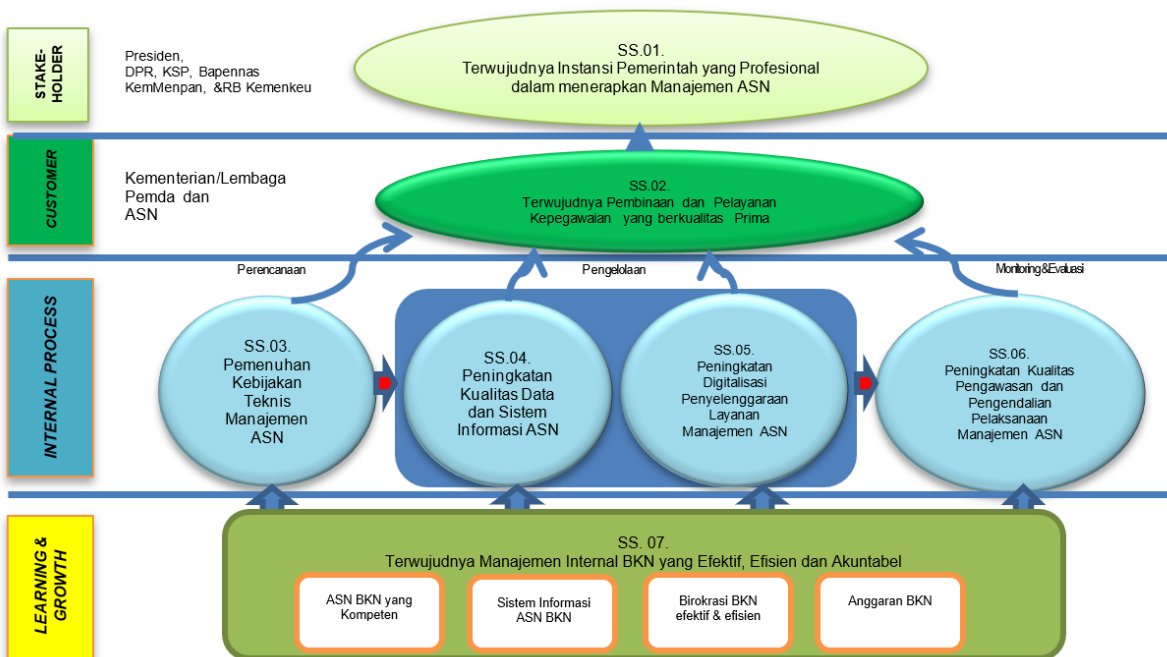 STAKE-
HOLDER
Presiden,
DPR, KSP, Bapennas
KemMenpan, &RB Kemenkeu
SS.01.
Terwujudnya Instansi Pemerintah yang Profesional
dalam menerapkan Manajemen ASN
CUSTOMER
Kementerian/Lembaga
Pemda dan
ASN
SS.02.
Terwujudnya Pembinaan dan Pelayanan
Kepegawaian yang berkualitas Prima
Perencanaan
Pengelolaan
Monitoring&Evaluasi
INTERNAL PROCESS
SS.03.
Pemenuhan
Kebijakan
Teknis
Manajemen
ASN
SS.04.
Peningkatan
Kualitas Data
dan Sistem
Informasi ASN
SS.05.
Peningkatan
Digitalisasi
Penyelenggaraan
Layanan
Manajemen ASN
SS.06.
Peningkatan Kualitas
Pengawasan dan
Pengendalian
Pelaksanaan
Manajemen ASN
LEARNING &
GROWTH
SS. 07.
Terwujudnya Manajemen Internal BKN yang Efektif, Efisien dan Akuntabel
ASN BKN yang
Kompeten
Sistem Informasi
ASN BKN
Birokrasi BKN
efektif & efisien
Anggaran BKN